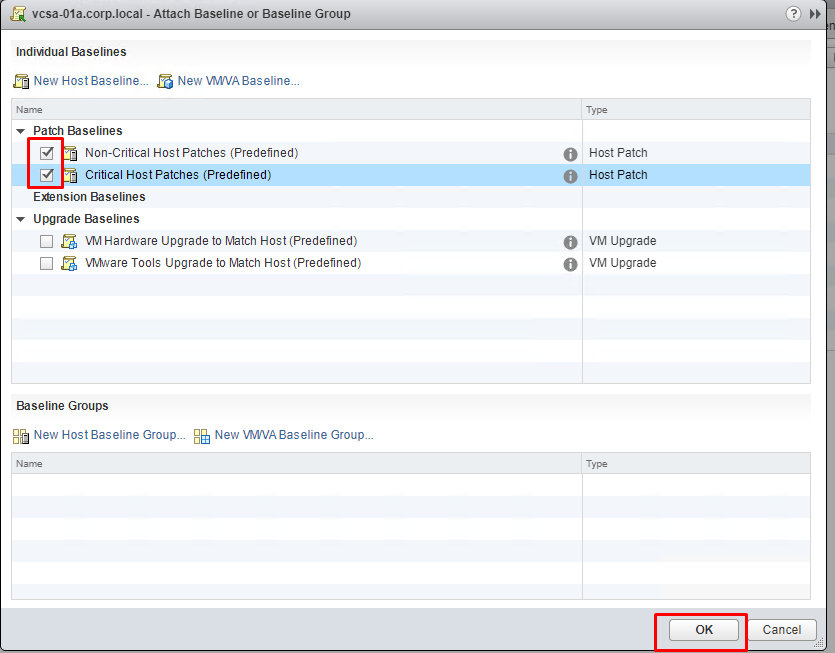 vcsa-01a.corp.local - Attach Baseline or Baseline Group
Individual Baselines
New Host Baseline... New VM/VA Baseline...
Name Type
Patch Baselines
Non-Critical Host Patches (Predefined) Host Patch
Critical Host Patches (Predefined) Host Patch
Extension Baselines
Upgrade Baselines
VM Hardware Upgrade to Match Host (Predefined) VM Upgrade
VMware Tools Upgrade to Match Host (Predefined) VM Upgrade
Baseline Groups
New Host Baseline Group... New VM/VA Baseline Group...
Name Type
OK Cancel